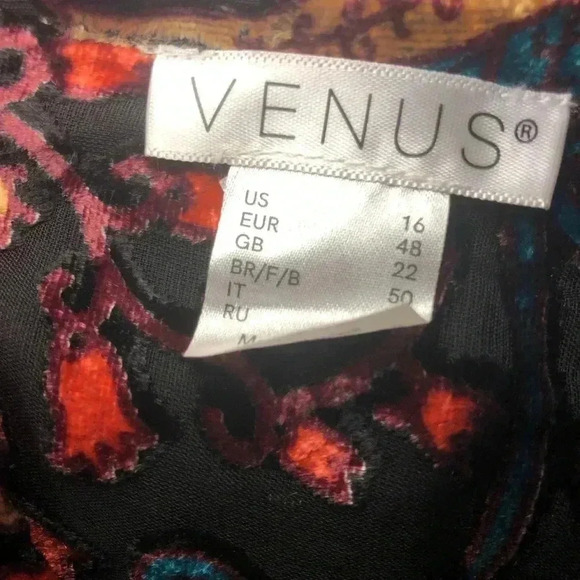 VENUS®
US 16
EUR 48
GB 22
BR/F/B 50
IT
RU
M